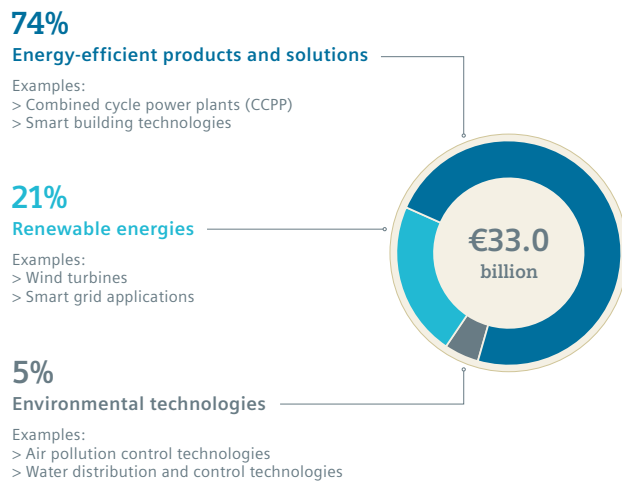 74%
Energy-efficient products and solutions
Examples:
> Combined cycle power plants (CCPP)
> Smart building technologies
21%
Renewable energies
Examples:
> Wind turbines
> Smart grid applications
€33.0
billion
5%
Environmental technologies
Examples:
> Air pollution control technologies
> Water distribution and control technologies